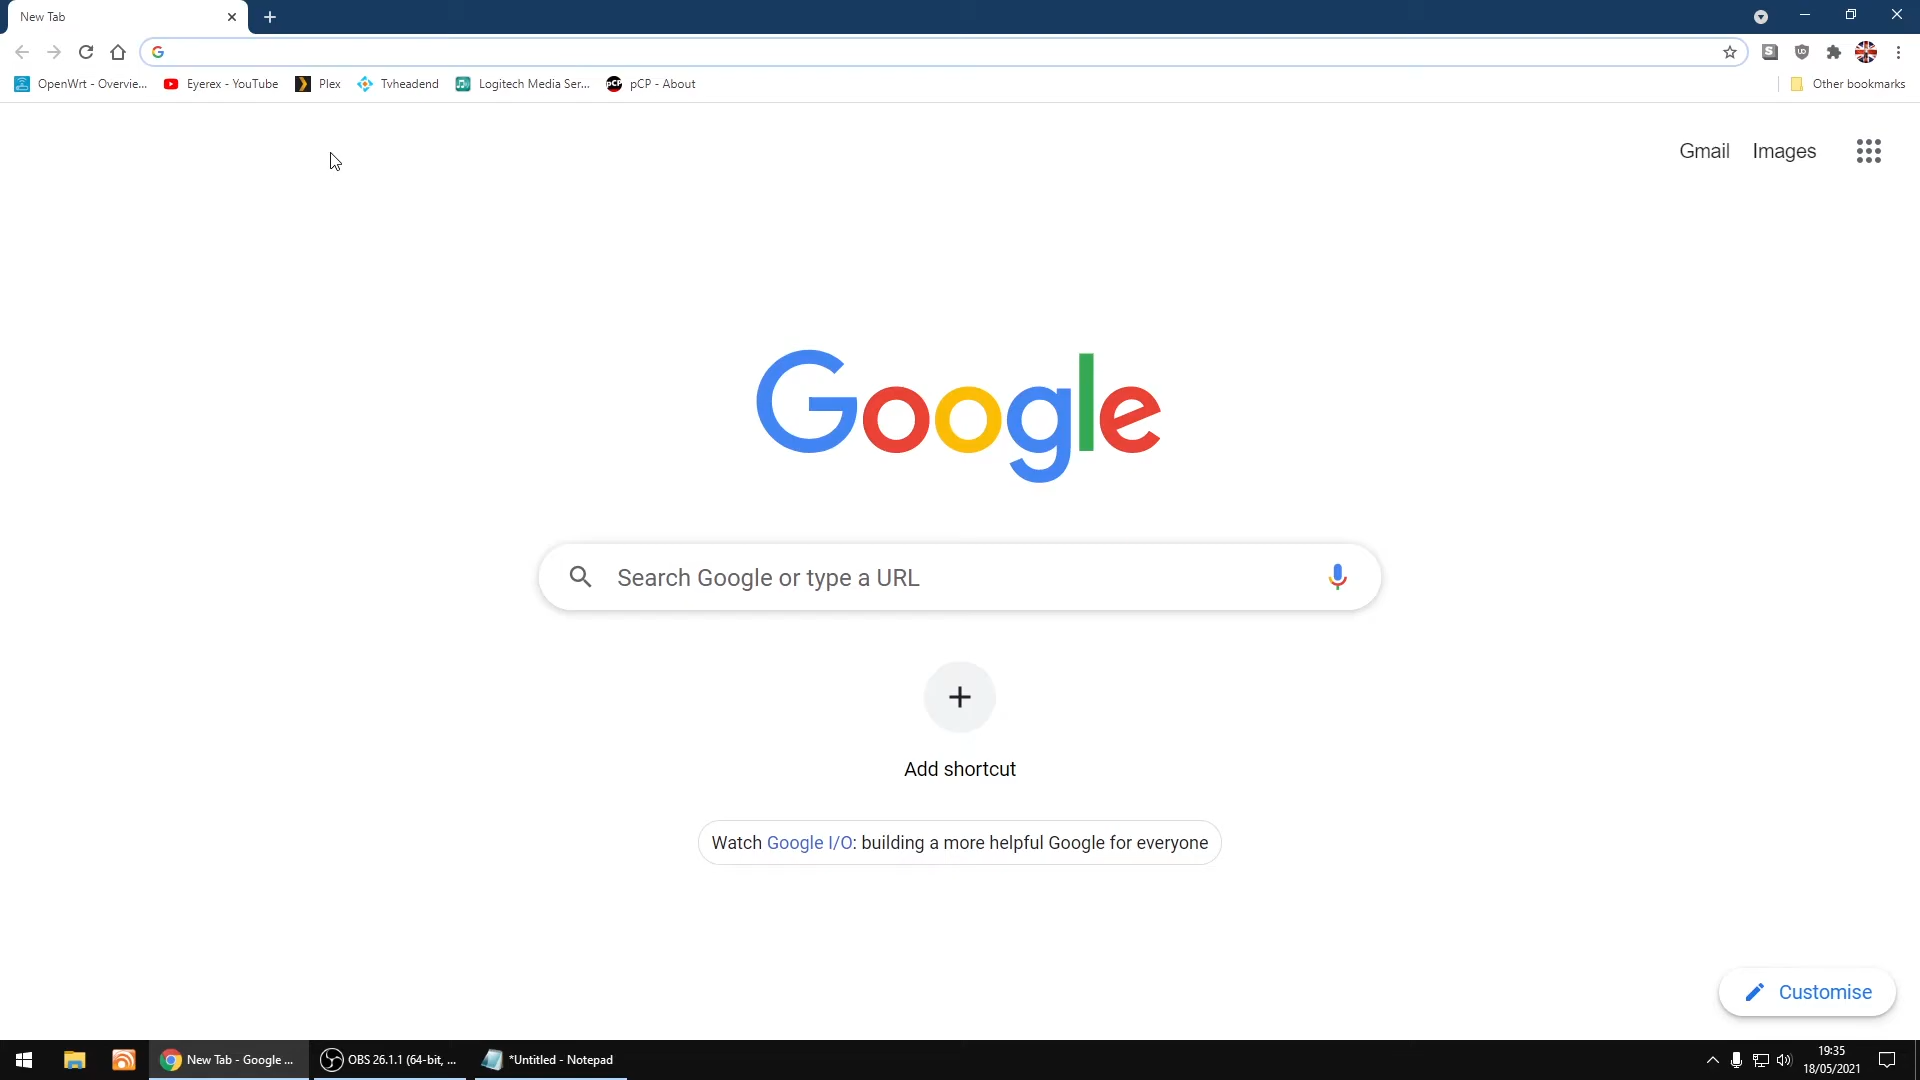 New Tab
OpenWrt - Overvie...
Eyerex - YouTube
Plex
Tvheadend
Logitech Media Ser...
pCP
pCP - About
Other bookmarks
Gmail
Images
Google
Search Google or type a URL
Add shortcut
Watch Google I/O: building a more helpful Google for everyone
Customise
New Tab - Google ...
OBS 26.1.1 (64-bit, ...
*Untitled - Notepad
19:35
18/05/2021